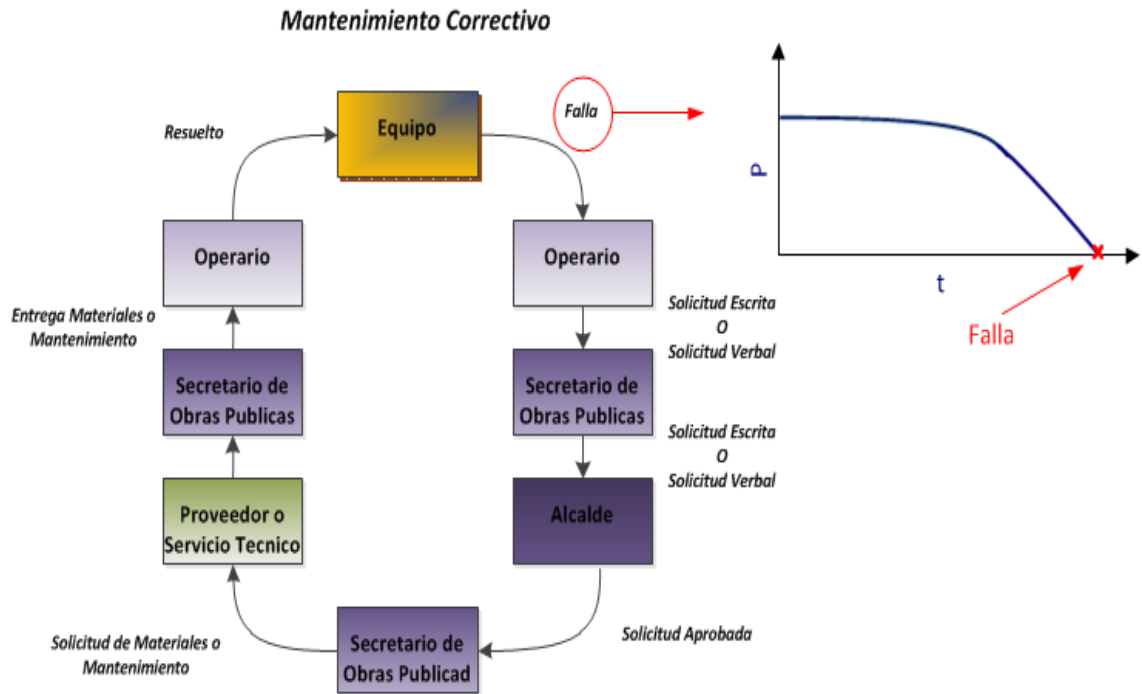 Mantenimiento Correctivo
Resuelto
Equipo
Falla
P
t
Falla
Operario
Operario
Solicitud Escrita
O
Solicitud Verbal
Entrega Materiales o
Mantenimiento
Secretario de
Obras Publicas
Secretario de
Obras Publicas
Solicitud Escrita
O
Solicitud Verbal
Proveedor o
Servicio Tecnico
Alcalde
Solicitud Aprobada
Solicitud de Materiales o
Mantenimiento
Secretario de
Obras Publicad